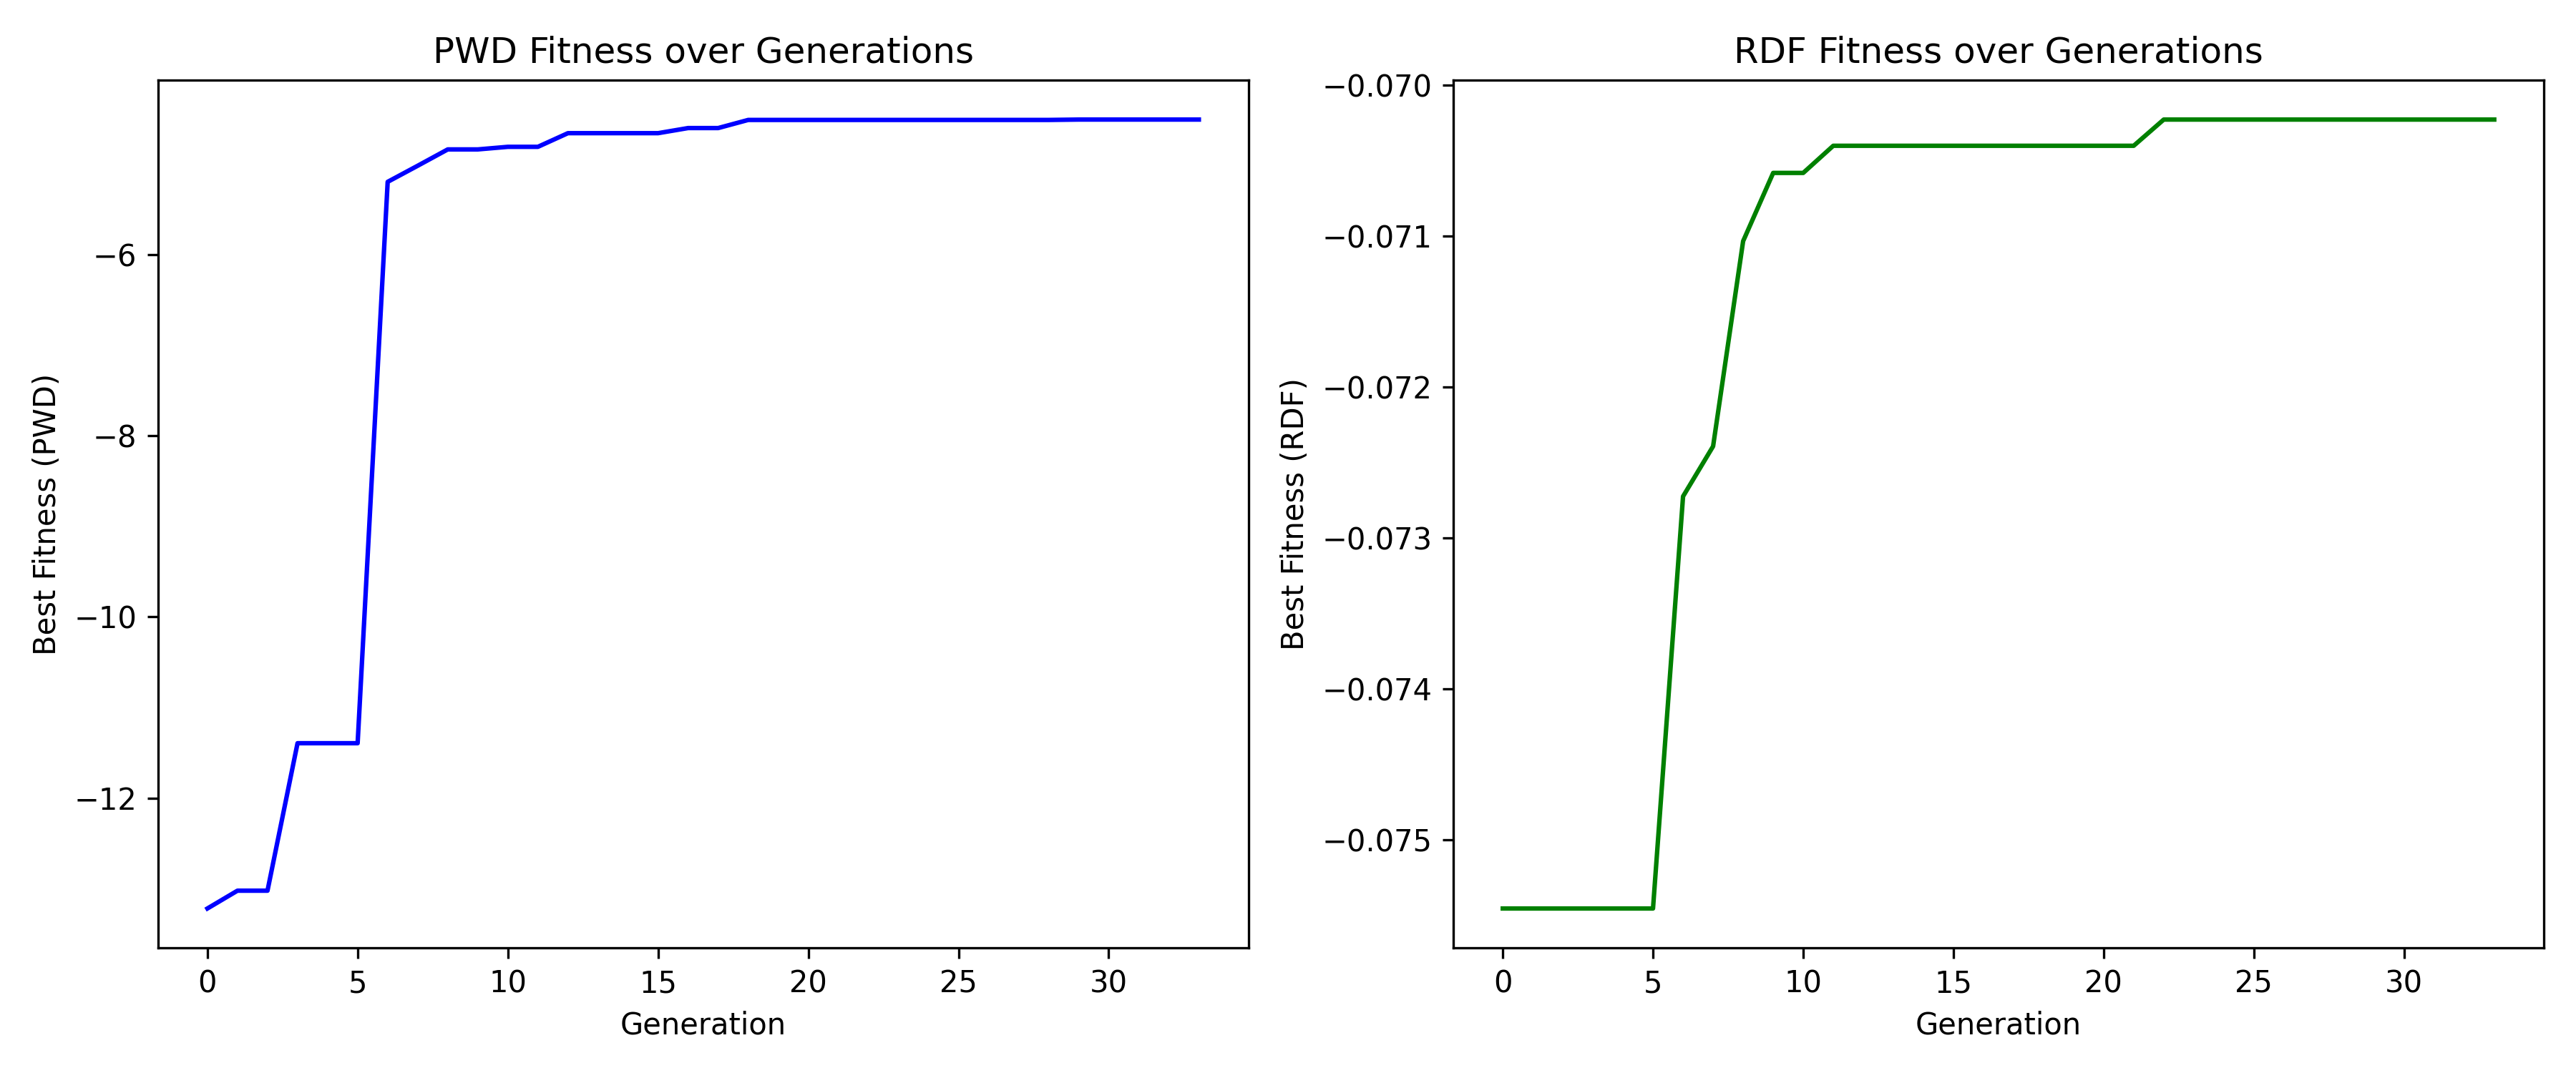 PWD Fitness over Generations
Best Fitness (PWD)
−6
−8
−10
−12
0 5 10 15 20 25 30
Generation
RDF Fitness over Generations
Best Fitness (RDF)
−0.070
−0.071
−0.072
−0.073
−0.074
−0.075
0 5 10 15 20 25 30
Generation